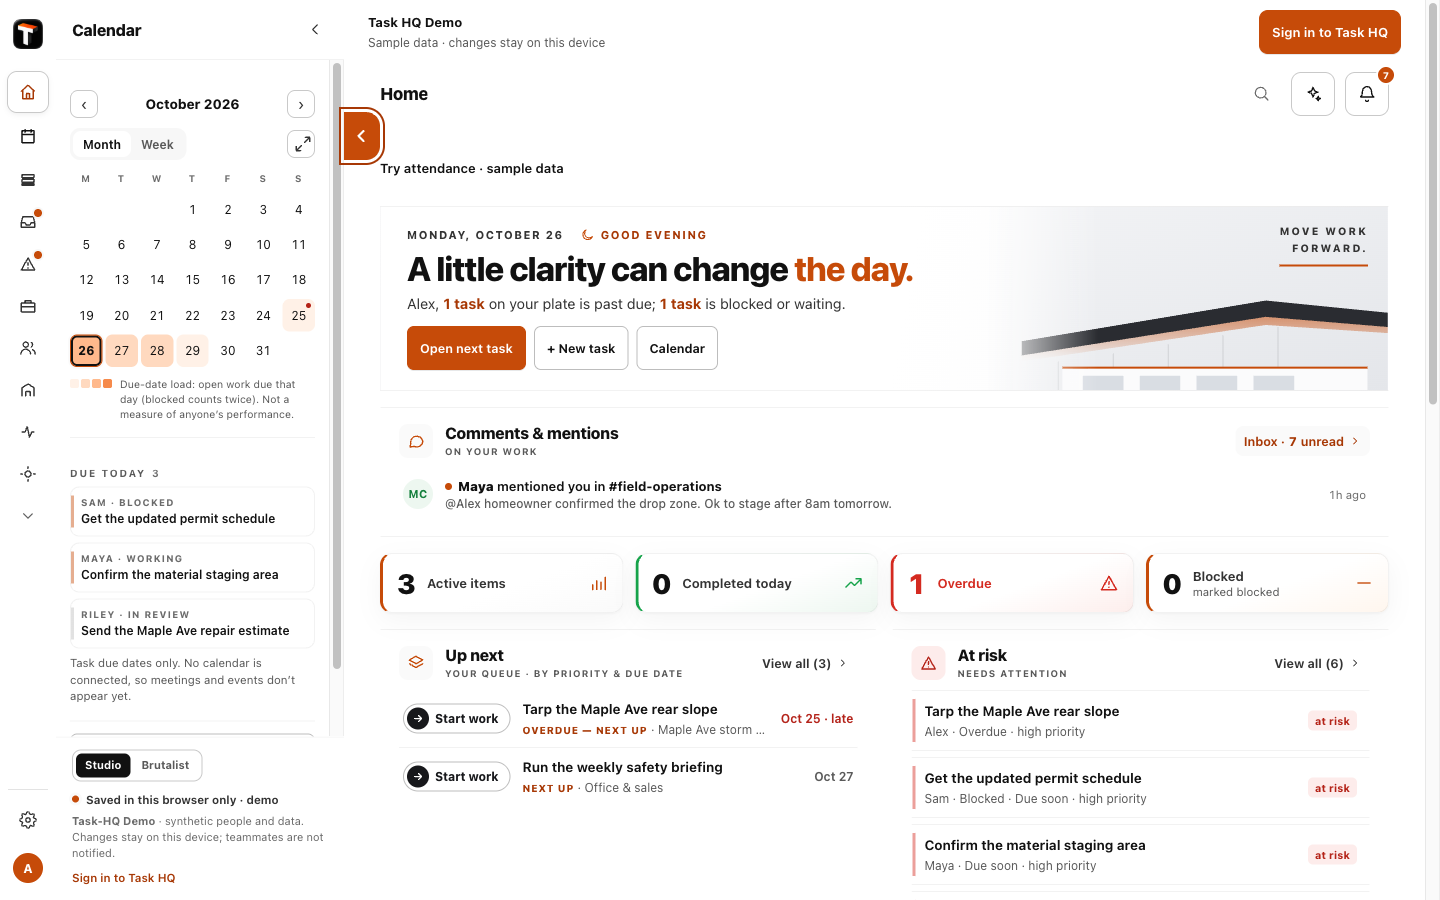 Calendar
October 2026
Month Week
M T W T F S S
1 2 3 4
5 6 7 8 9 10 11
12 13 14 15 16 17 18
19 20 21 22 23 24 25
26 27 28 29 30 31
Due-date load: open work due that
day (blocked counts twice). Not a
measure of anyone's performance.
DUE TODAY 3
SAM · BLOCKED
Get the updated permit schedule
MAYA · WORKING
Confirm the material staging area
RILEY · IN REVIEW
Send the Maple Ave repair estimate
Task due dates only. No calendar is
connected, so meetings and events don't
appear yet.
Studio Brutalist
Saved in this browser only · demo
Task-HQ Demo · synthetic people and data.
Changes stay on this device; teammates are not
notified.
Sign in to Task HQ
A
Task HQ Demo
Sample data · changes stay on this device
Sign in to Task HQ
Home
7
Try attendance · sample data
MONDAY, OCTOBER 26 GOOD EVENING
A little clarity can change the day.
Alex, 1 task on your plate is past due; 1 task is blocked or waiting.
Open next task + New task Calendar
MOVE WORK
FORWARD.
Comments & mentions
ON YOUR WORK
Inbox · 7 unread
MC
Maya mentioned you in #field-operations
@Alex homeowner confirmed the drop zone. Ok to stage after 8am tomorrow.
1h ago
3 Active items
0 Completed today
1 Overdue
0 Blocked
marked blocked
Up next
YOUR QUEUE · BY PRIORITY & DUE DATE
View all (3)
Start work
Tarp the Maple Ave rear slope
OVERDUE — NEXT UP · Maple Ave storm ...
Oct 25 · late
Start work
Run the weekly safety briefing
NEXT UP · Office & sales
Oct 27
At risk
NEEDS ATTENTION
View all (6)
Tarp the Maple Ave rear slope
Alex · Overdue · high priority
at risk
Get the updated permit schedule
Sam · Blocked · Due soon · high priority
at risk
Confirm the material staging area
Maya · Due soon · high priority
at risk